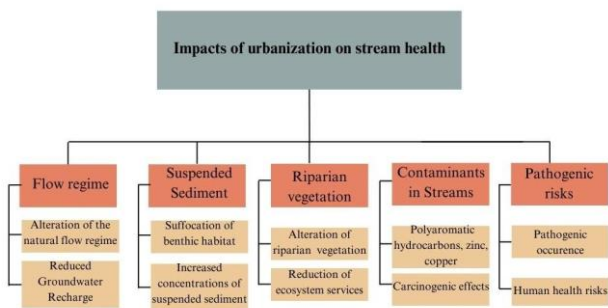 Impacts of urbanization on stream health
Flow regime
Alteration of the
natural flow regime
Reduced
Groundwater
Recharge
Suspended
Sediment
Suffocation of
benthic habitat
Increased
concentrations of
suspended sediment
Riparian
vegetation
Alteration of
riparian vegetation
Reduction of
ecosystem services
Contaminants
in Streams
Polyaromatic
hydrocarbons, zinc,
copper
Carcinogenic effects
Pathogenic
risks
Pathogenic
occurence
Human health risks